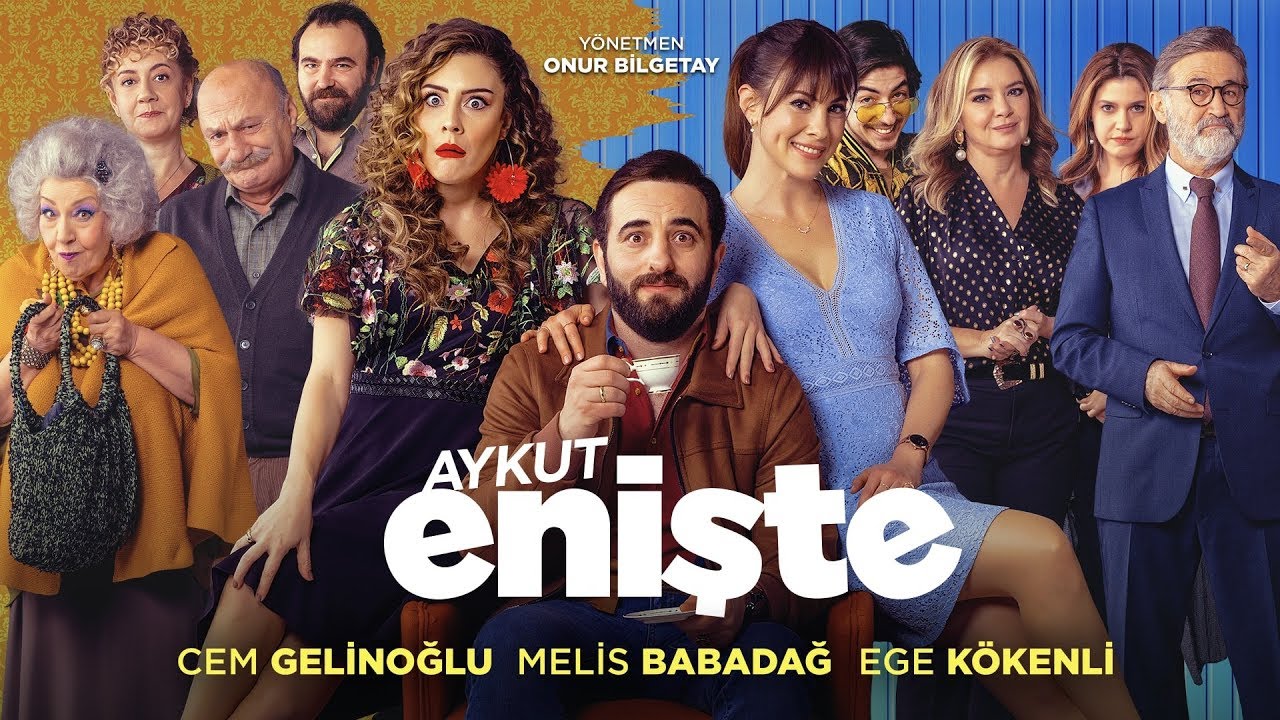 YÖNETMEN
ONUR BİLGETAY
AYKUT
enişte
CEM GELİNOĞLU MELİS BABADAĞ EGE KÖKENLİ